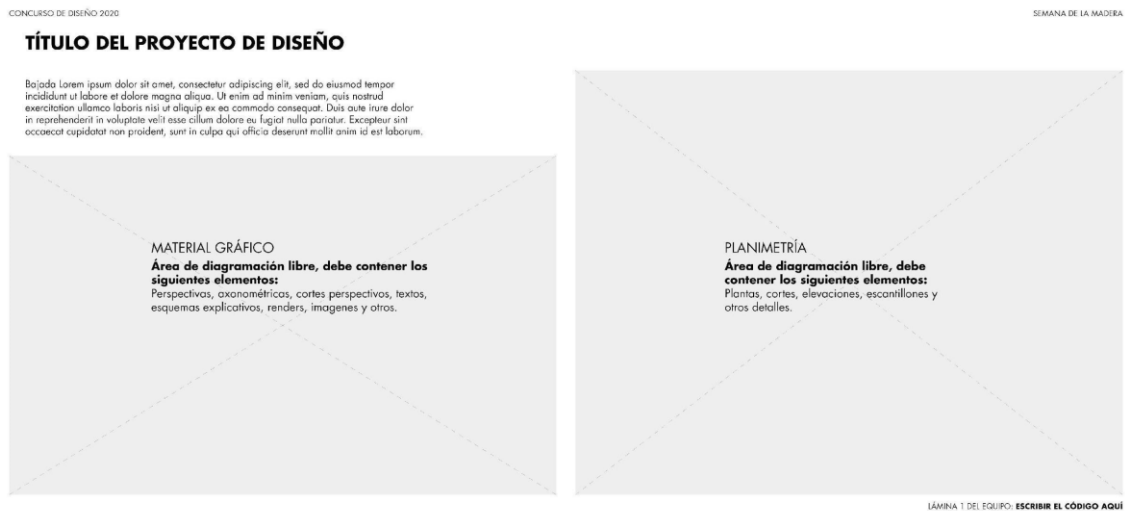 CONCURSO DE DISEÑO 2020
SEMANA DE LA MADERA
TÍTULO DEL PROYECTO DE DISEÑO
Bajada Lorem ipsum dolor sit amet, consectetur adipiscing elit, sed do eiusmod tempor
incididunt ut labore et dolore magna aliqua. Ut enim ad minim veniam, quis nostrud
exercitation ullamco laboris nisi ut aliquip ex ea commodo consequat. Duis aute irure dolor
in reprehenderit in voluptate velit esse cillum dolore eu fugiat nulla pariatur. Excepteur sint
occaecat cupidatat non proident, sunt in culpa qui officia deserunt mollit anim id est laborum.
MATERIAL GRÁFICO
Área de diagramación libre, debe contener los
siguientes elementos:
Perspectivas, axonométricas, cortes perspectivos, textos,
esquemas explicativos, renders, imagenes y otros.
PLANIMETRÍA
Área de diagramación libre, debe
contener los siguientes elementos:
Plantas, cortes, elevaciones, escantillones y
otros detalles.
LÁMINA 1 DEL EQUIPO: ESCRIBIR EL CÓDIGO AQUÍ